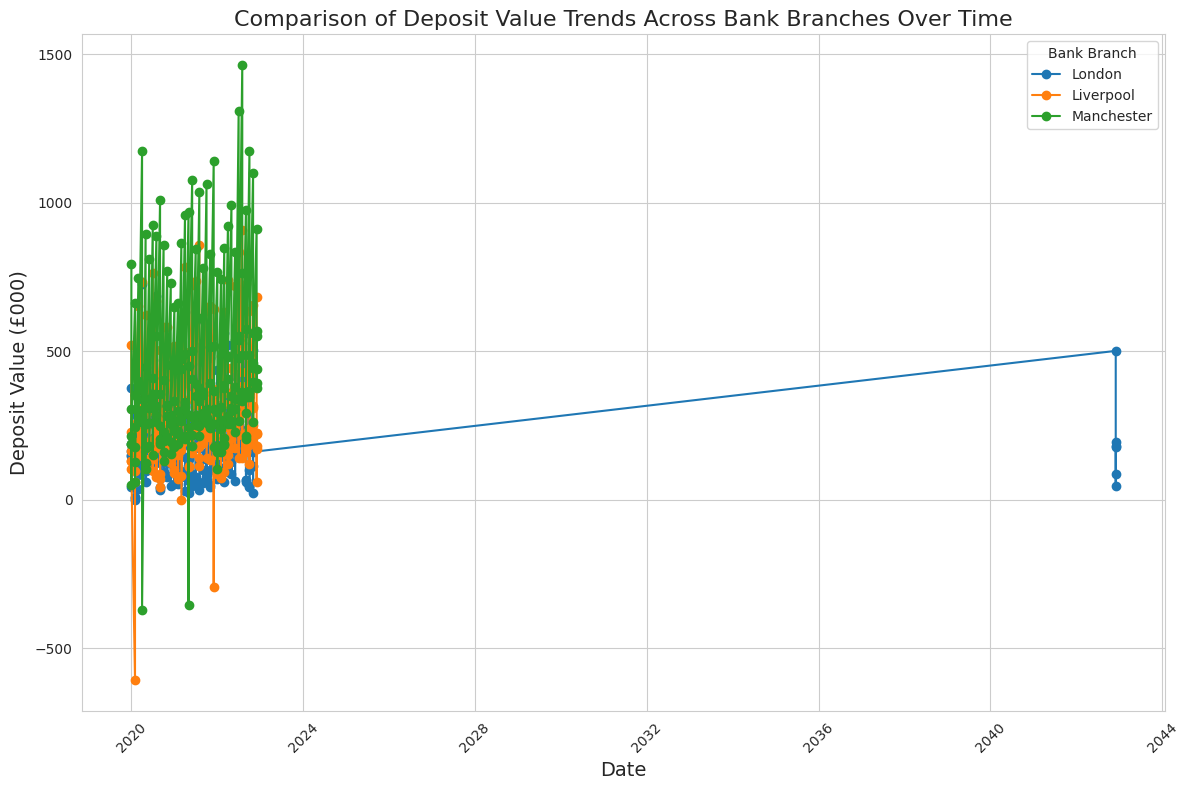 Comparison of Deposit Value Trends Across Bank Branches Over Time
Bank Branch
London
Liverpool
Manchester
Deposit Value (£000)
1500
1000
500
0
−500
2020
2024
2028
2032
2036
2040
2044
Date